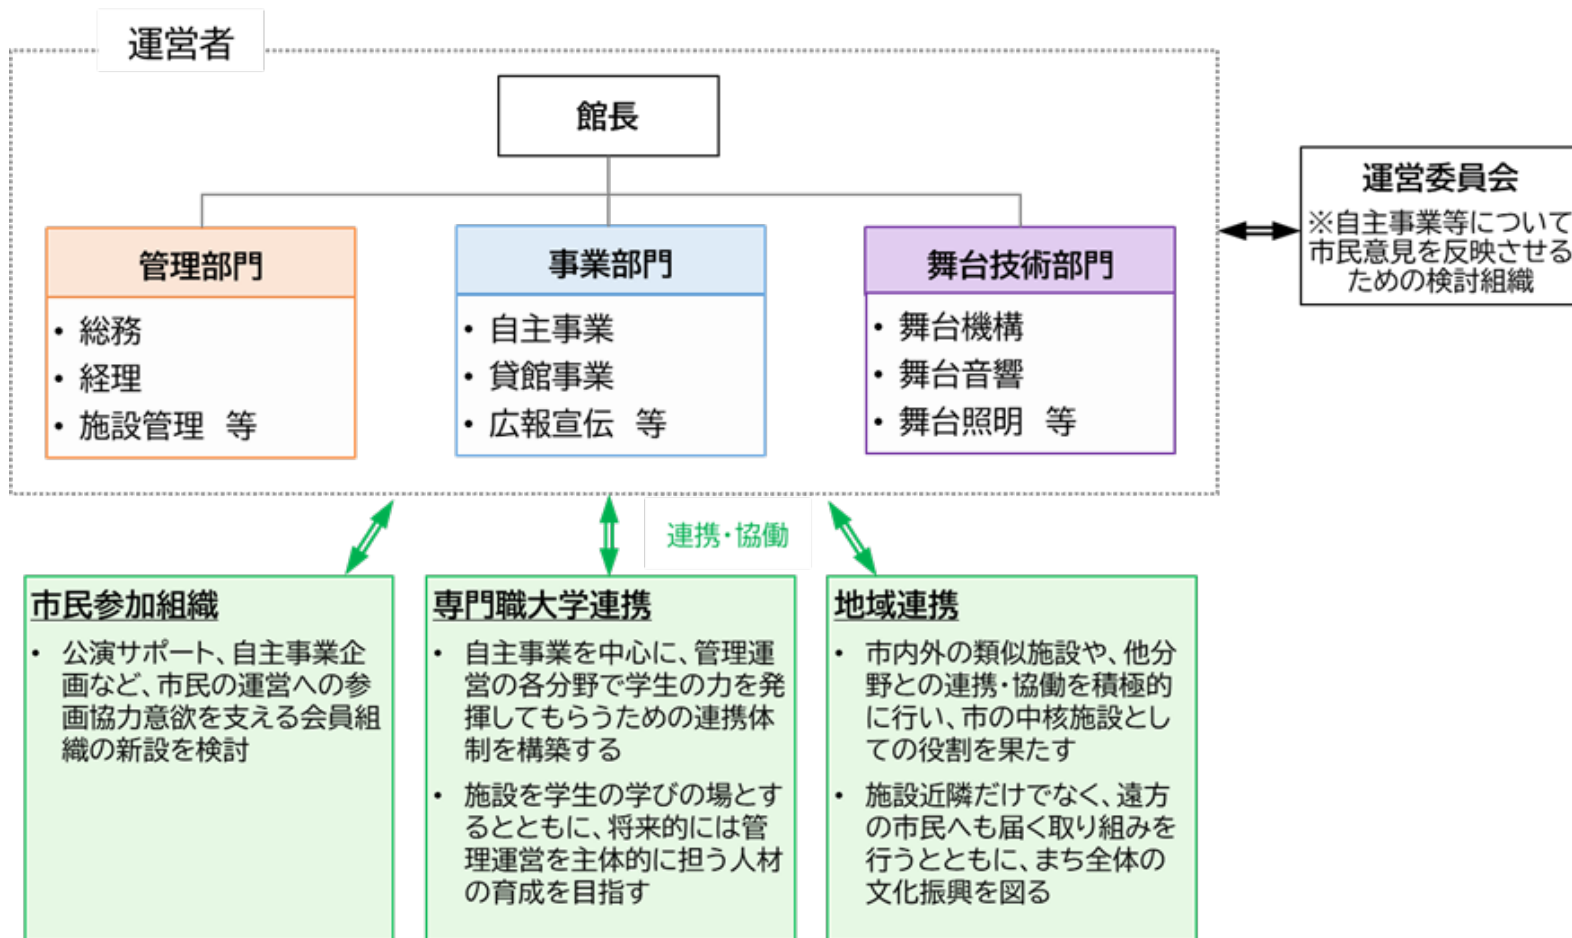 運営者
館長
管理部門
・総務
・経理
・施設管理 等
事業部門
・自主事業
・貸館事業
・広報宣伝 等
舞台技術部門
・舞台機構
・舞台音響
・舞台照明 等
運営委員会
※自主事業等について
市民意見を反映させる
ための検討組織
連携・協働
市民参加組織
・公演サポート、自主事業企
画など、市民の運営への参
画協力意欲を支える会員組
織の新設を検討
専門職大学連携
・自主事業を中心に、管理運
営の各分野で学生の力を発
揮してもらうための連携体
制を構築する
・施設を学生の学びの場とす
るとともに、将来的には管
理運営を主体的に担う人材
の育成を目指す
地域連携
・市内外の類似施設や、他分
野との連携・協働を積極的
に行い、市の中核施設とし
ての役割を果たす
・施設近隣だけでなく、遠方
の市民へも届く取り組みを
行うとともに、まち全体の
文化振興を図る